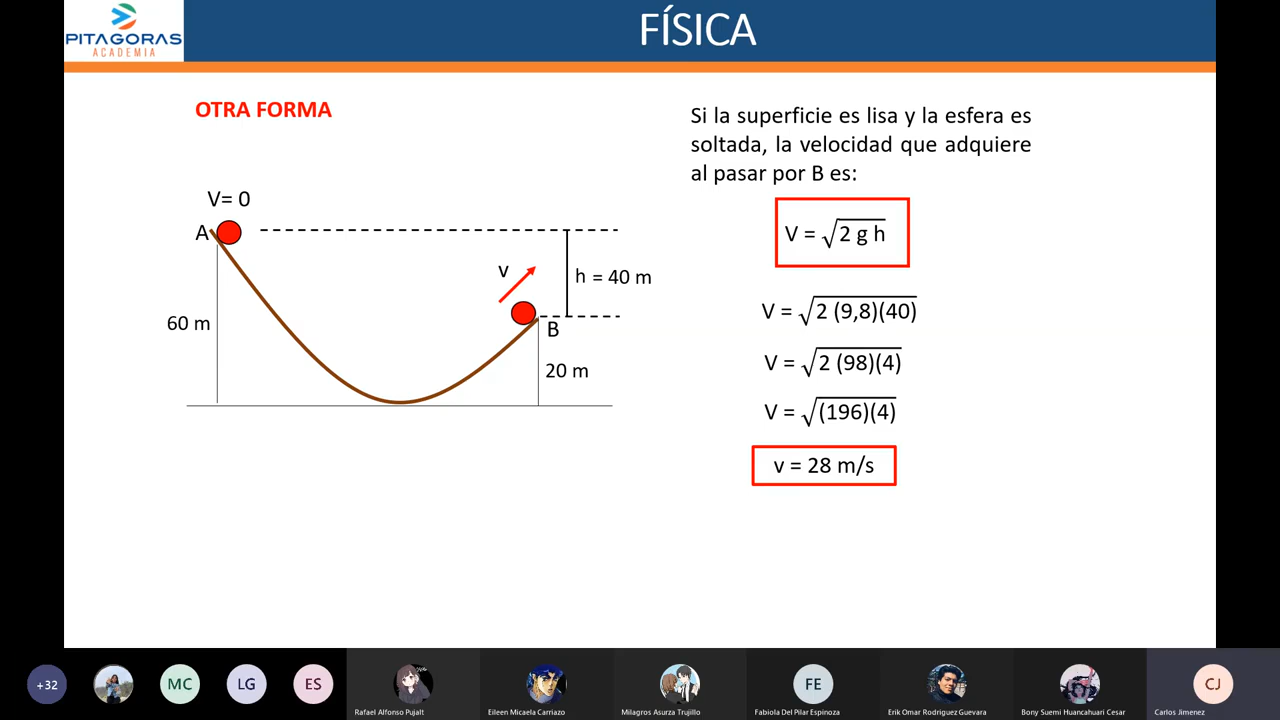 PITAGORAS
ACADEMIA
FÍSICA
OTRA FORMA
Si la superficie es lisa y la esfera es
soltada, la velocidad que adquiere
al pasar por B es:
V= 0
A
V = √2 g h
v
h = 40 m
V = √2 (9,8)(40)
60 m
B
20 m
V = √2 (98)(4)
V = √(196)(4)
v = 28 m/s
+32
MC
LG
ES
FE
CJ
Rafael Alfonso Pujalt
Eileen Micaela Carriazo
Milagros Asurza Trujillo
Fabiola Del Pilar Espinoza
Erik Omar Rodriguez Guevara
Bony Suemi Huancahuari Cesar
Carlos Jimenez